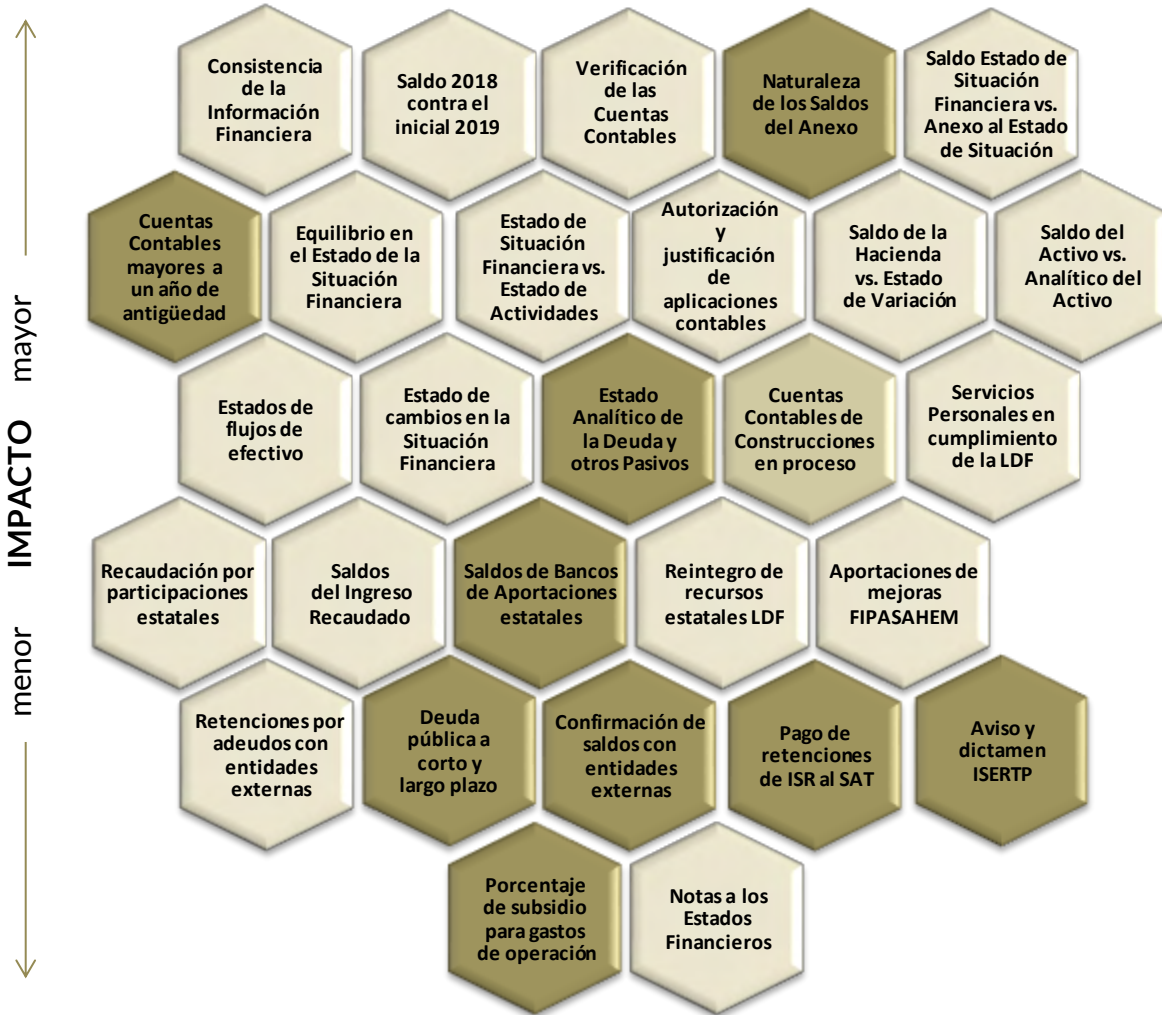 Consistencia
de la
Información
Financiera
Saldo 2018
contra el
inicial 2019
Verificación
de las
Cuentas
Contables
Naturaleza
de los Saldos
del Anexo
Saldo Estado de
Situación
Financiera vs.
Anexo al Estado
de Situación
Cuentas
Contables
mayores a
un año de
antigüedad
Equilibrio en
el Estado de la
Situación
Financiera
Estado de
Situación
Financiera vs.
Estado de
Actividades
Autorización
y
justificación
de
aplicaciones
contables
Saldo de la
Hacienda
vs. Estado
de Variación
Saldo del
Activo vs.
Analítico del
Activo
Estados de
flujos de
efectivo
Estado de
cambios en la
Situación
Financiera
Estado
Analítico de
la Deuda y
otros Pasivos
Cuentas
Contables de
Construcciones
en proceso
Servicios
Personales en
cumplimiento
de la LDF
Recaudación por
participaciones
estatales
Saldos
del Ingreso
Recaudado
Saldos de Bancos
de Aportaciones
estatales
Reintegro de
recursos
estatales LDF
Aportaciones de
mejoras
FIPASAHEM
Retenciones por
adeudos con
entidades
externas
Deuda
pública a
corto y
largo plazo
Confirmación de
saldos con
entidades
externas
Pago de
retenciones
de ISR al SAT
Aviso y
dictamen
ISERTP
Porcentaje
de subsidio
para gastos
de operación
Notas a los
Estados
Financieros
menor IMPACTO mayor